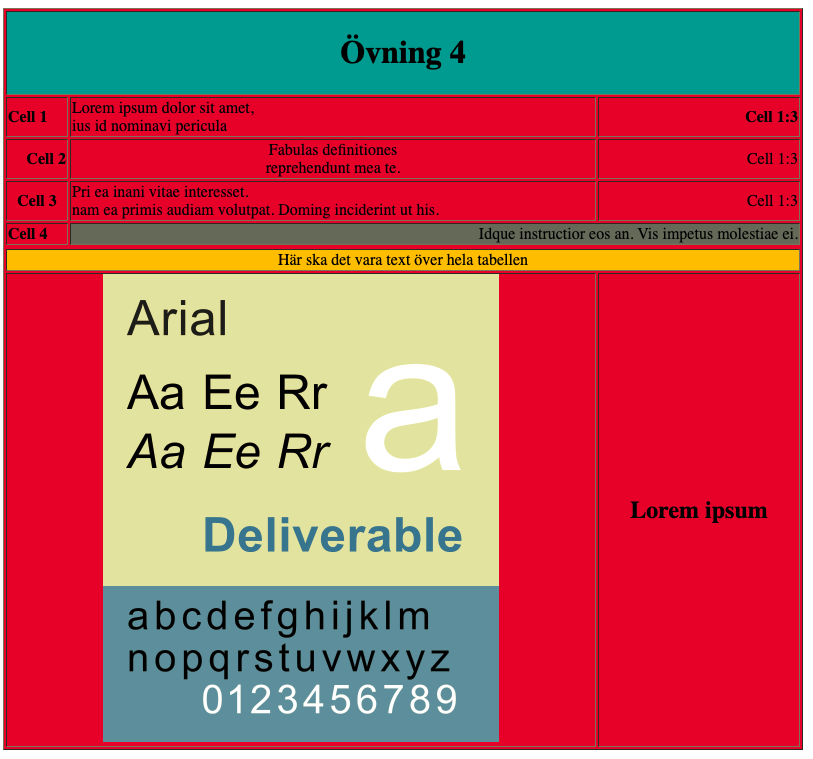 Övning 4
Cell 1
Lorem ipsum dolor sit amet,
ius id nominavi pericula
Cell 1:3
Cell 2
Fabulas definitiones
reprehendunt mea te.
Cell 1:3
Cell 3
Pri ea inani vitae interesset.
nam ea primis audiam volutpat. Doming inciderint ut his.
Cell 1:3
Cell 4
Idque instructior eos an. Vis impetus molestiae ei.
Här ska det vara text över hela tabellen
Arial
Aa Ee Rr
Aa Ee Rr
a
Deliverable
abcdefghijklm
nopqrstuvwxyz
0123456789
Lorem ipsum